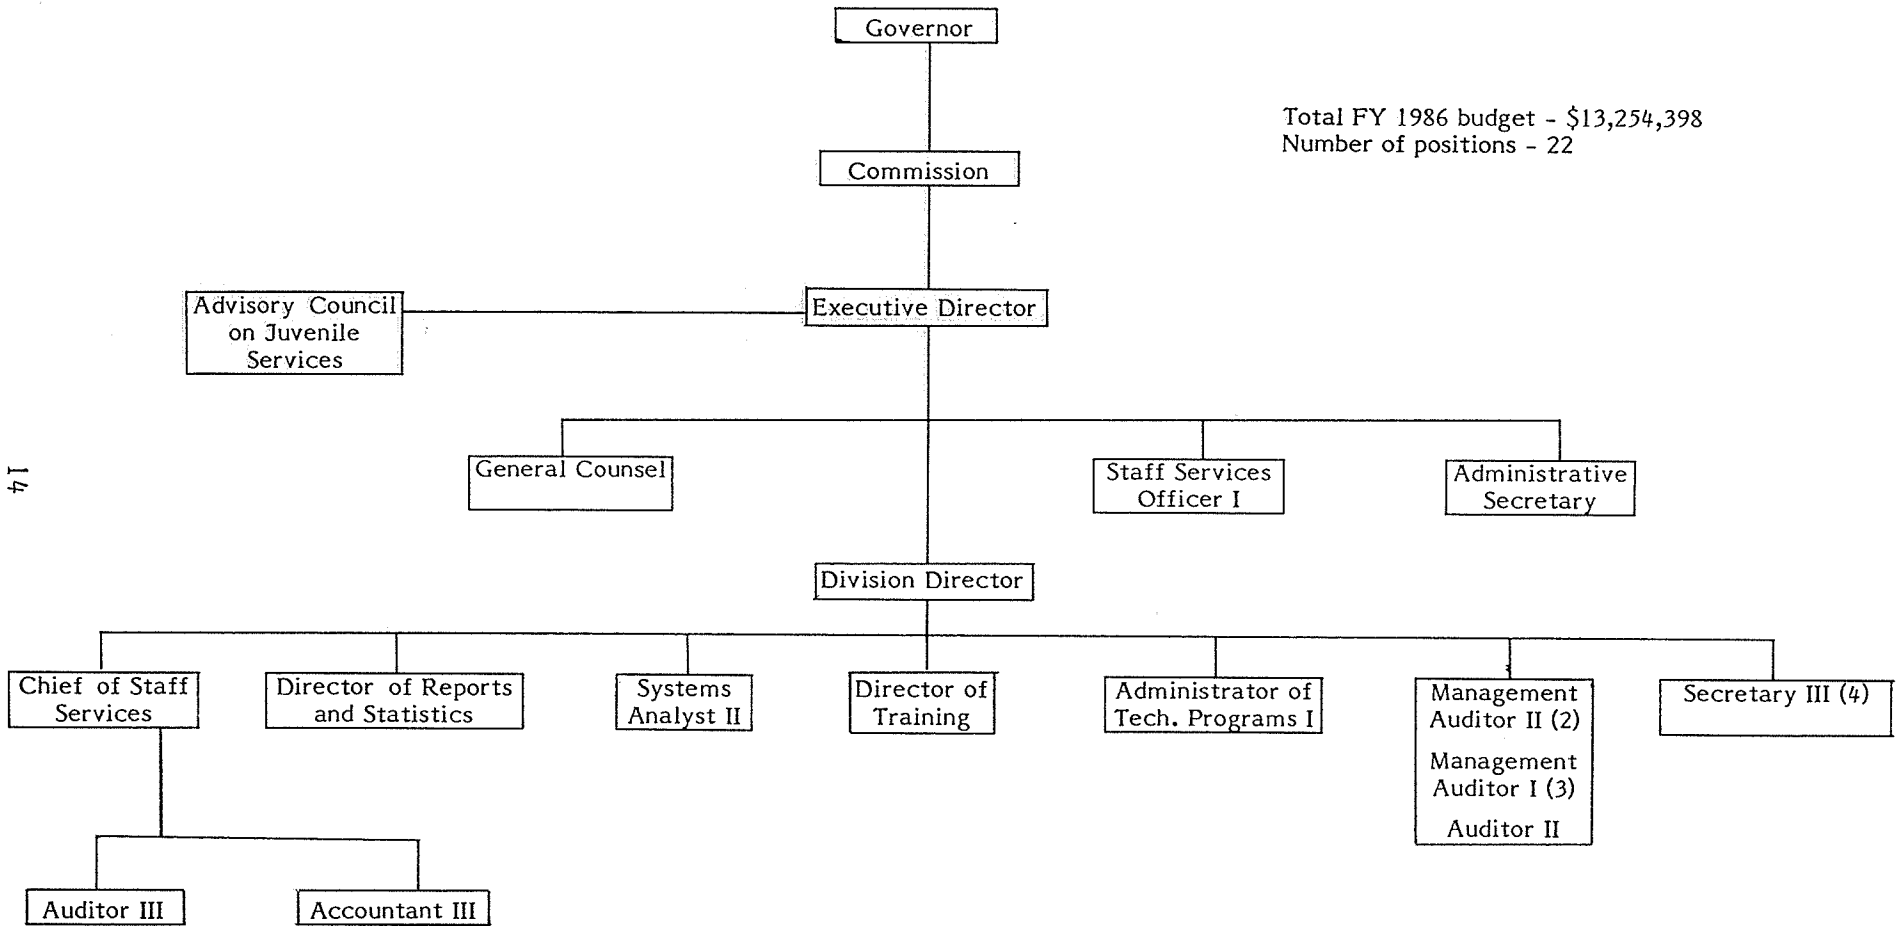 Governor
Total FY 1986 budget - $13,254,398
Number of positions - 22
Commission
Advisory Council
on Juvenile
Services
Executive Director
General Counsel
Staff Services
Officer I
Administrative
Secretary
14
Division Director
Chief of Staff
Services
Director of Reports
and Statistics
Systems
Analyst II
Director of
Training
Administrator of
Tech. Programs I
Management
Auditor II (2)
Management
Auditor I (3)
Auditor II
Secretary III (4)
Auditor III
Accountant III